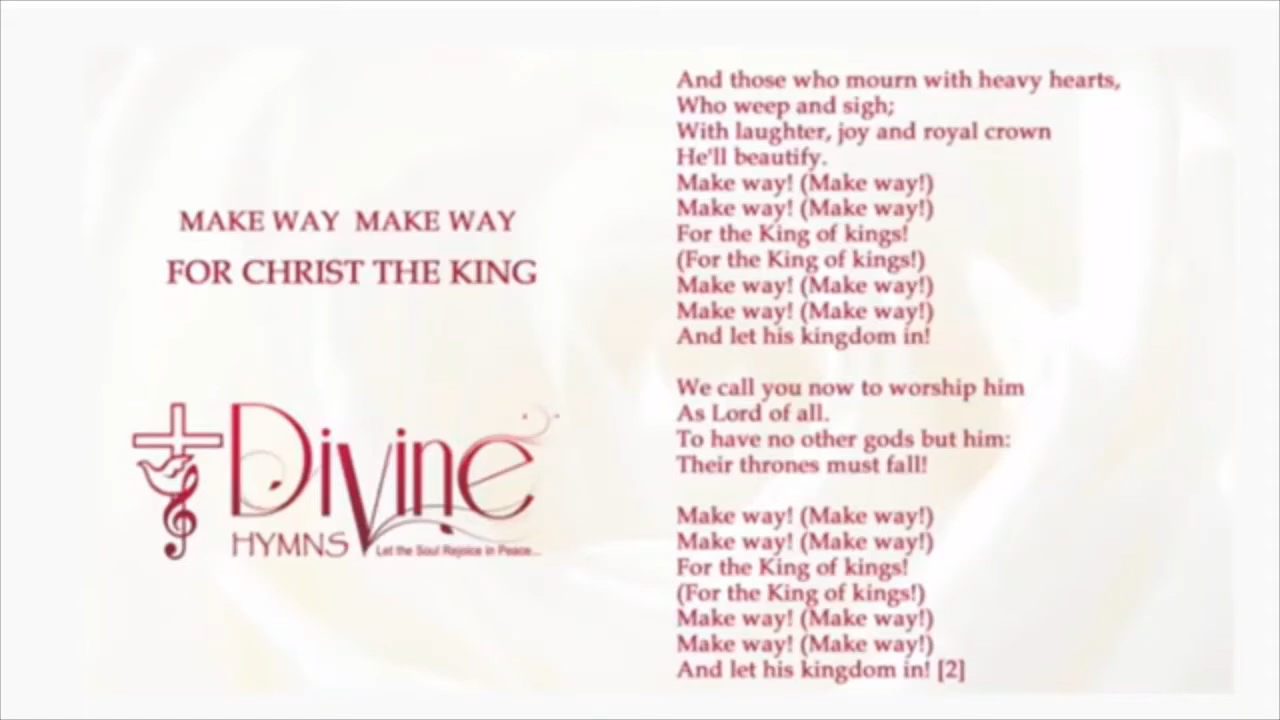 MAKE WAY MAKE WAY
FOR CHRIST THE KING
Divine
HYMNS
Let the Soul Rejoice in Peace...
And those who mourn with heavy hearts,
Who weep and sigh;
With laughter, joy and royal crown
He'll beautify.
Make way! (Make way!)
Make way! (Make way!)
For the King of kings!
(For the King of kings!)
Make way! (Make way!)
Make way! (Make way!)
And let his kingdom in!
We call you now to worship him
As Lord of all.
To have no other gods but him:
Their thrones must fall!
Make way! (Make way!)
Make way! (Make way!)
For the King of kings!
(For the King of kings!)
Make way! (Make way!)
Make way! (Make way!)
And let his kingdom in! [2]